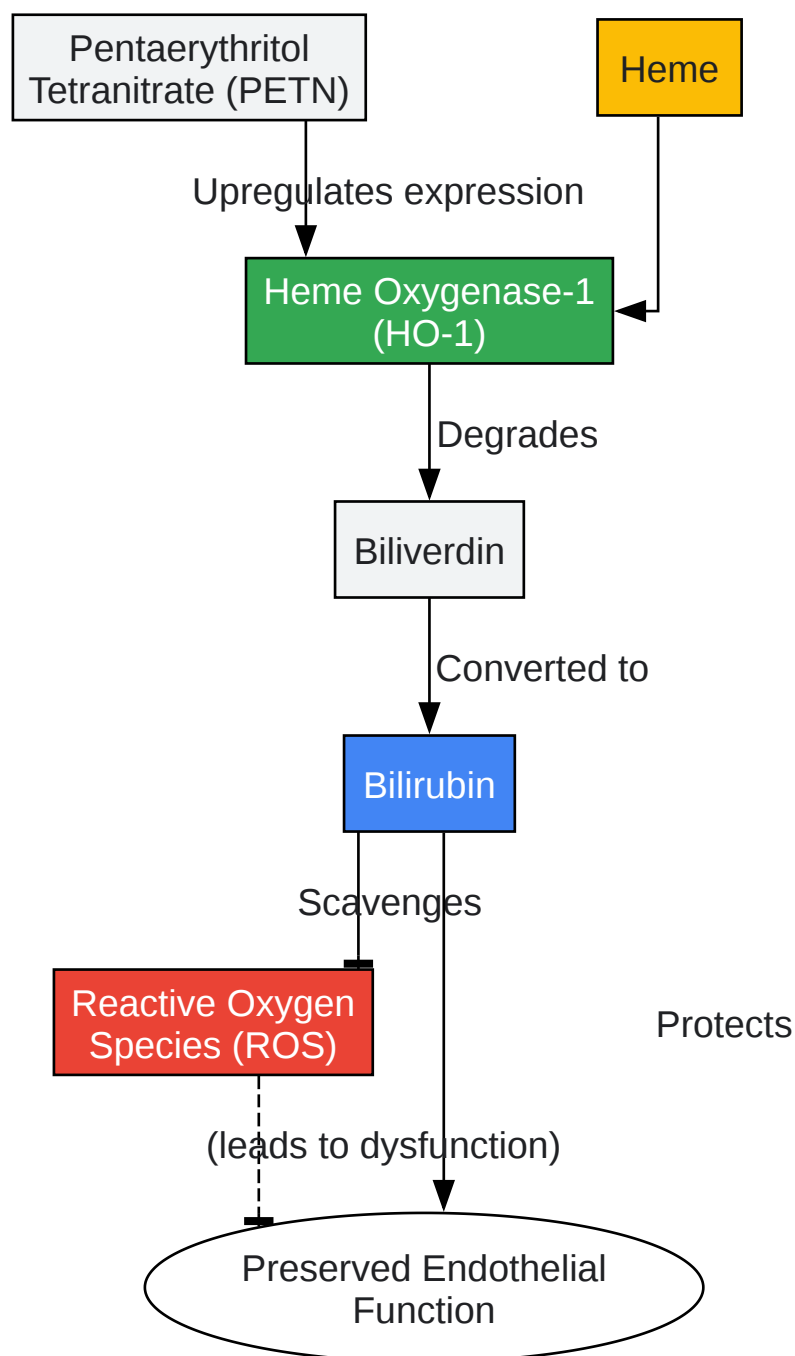 Pentaerythritol
Tetranitrate (PETN)
Heme
Upregulates expression
Heme Oxygenase-1
(HO-1)
Degrades
Biliverdin
Converted to
Bilirubin
Scavenges
Reactive Oxygen
Species (ROS)
Protects
(leads to dysfunction)
Preserved Endothelial
Function